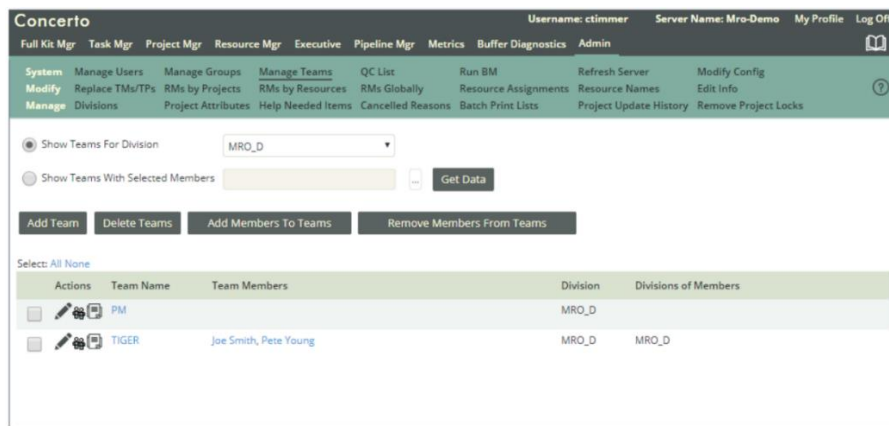 Concerto Username: ctimmer Server Name: Mro-Demo My Profile Log Off
Full Kit Mgr Task Mgr Project Mgr Resource Mgr Executive Pipeline Mgr Metrics Buffer Diagnostics Admin
System Manage Users Manage Groups Manage Teams QC List Run BM Refresh Server Modify Config
Modify Replace TMs/TPs RMs by Projects RMs by Resources RMs Globally Resource Assignments Resource Names Edit Info ?
Manage Divisions Project Attributes Help Needed Items Cancelled Reasons Batch Print Lists Project Update History Remove Project Locks
Show Teams For Division MRO_D
Show Teams With Selected Members ... Get Data
Add Team Delete Teams Add Members To Teams Remove Members From Teams
Select: All None
Actions Team Name Team Members Division Divisions of Members
PM MRO_D
TIGER Joe Smith, Pete Young MRO_D MRO_D